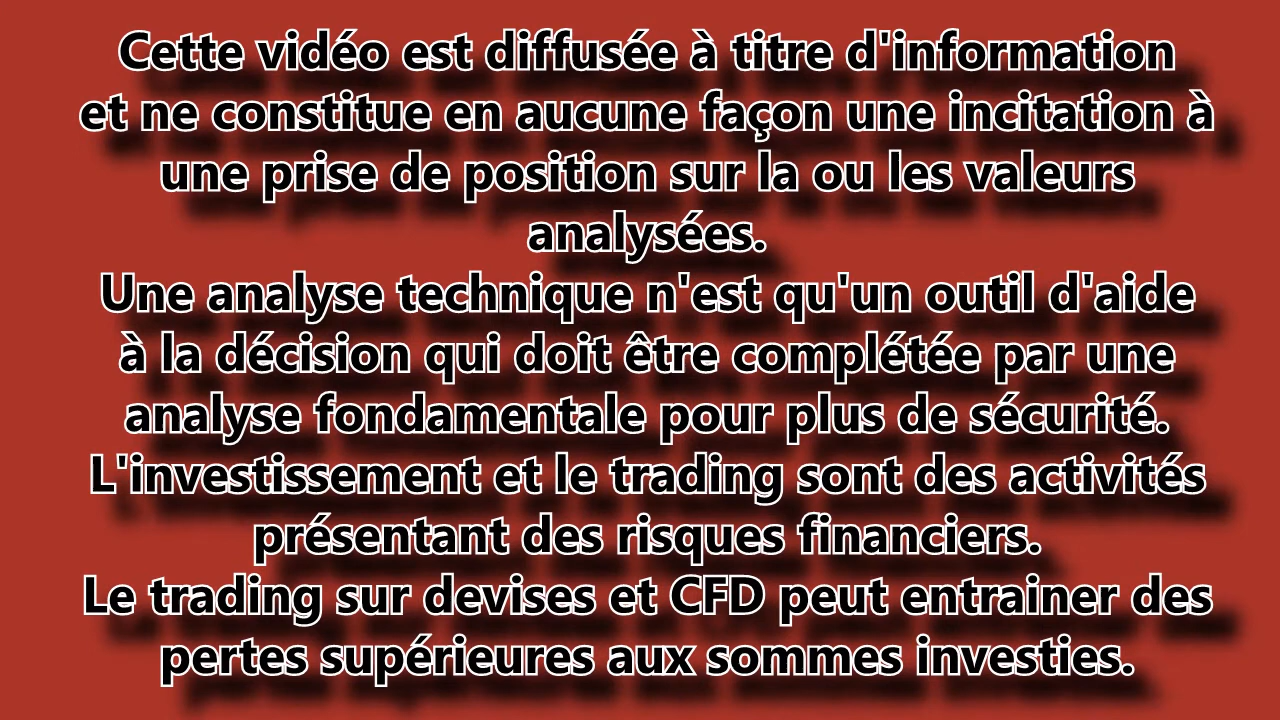 Cette vidéo est diffusée à titre d'information
et ne constitue en aucune façon une incitation à
une prise de position sur la ou les valeurs
analysées.
Une analyse technique n'est qu'un outil d'aide
à la décision qui doit être complétée par une
analyse fondamentale pour plus de sécurité.
L'investissement et le trading sont des activités
présentant des risques financiers.
Le trading sur devises et CFD peut entrainer des
pertes supérieures aux sommes investies.